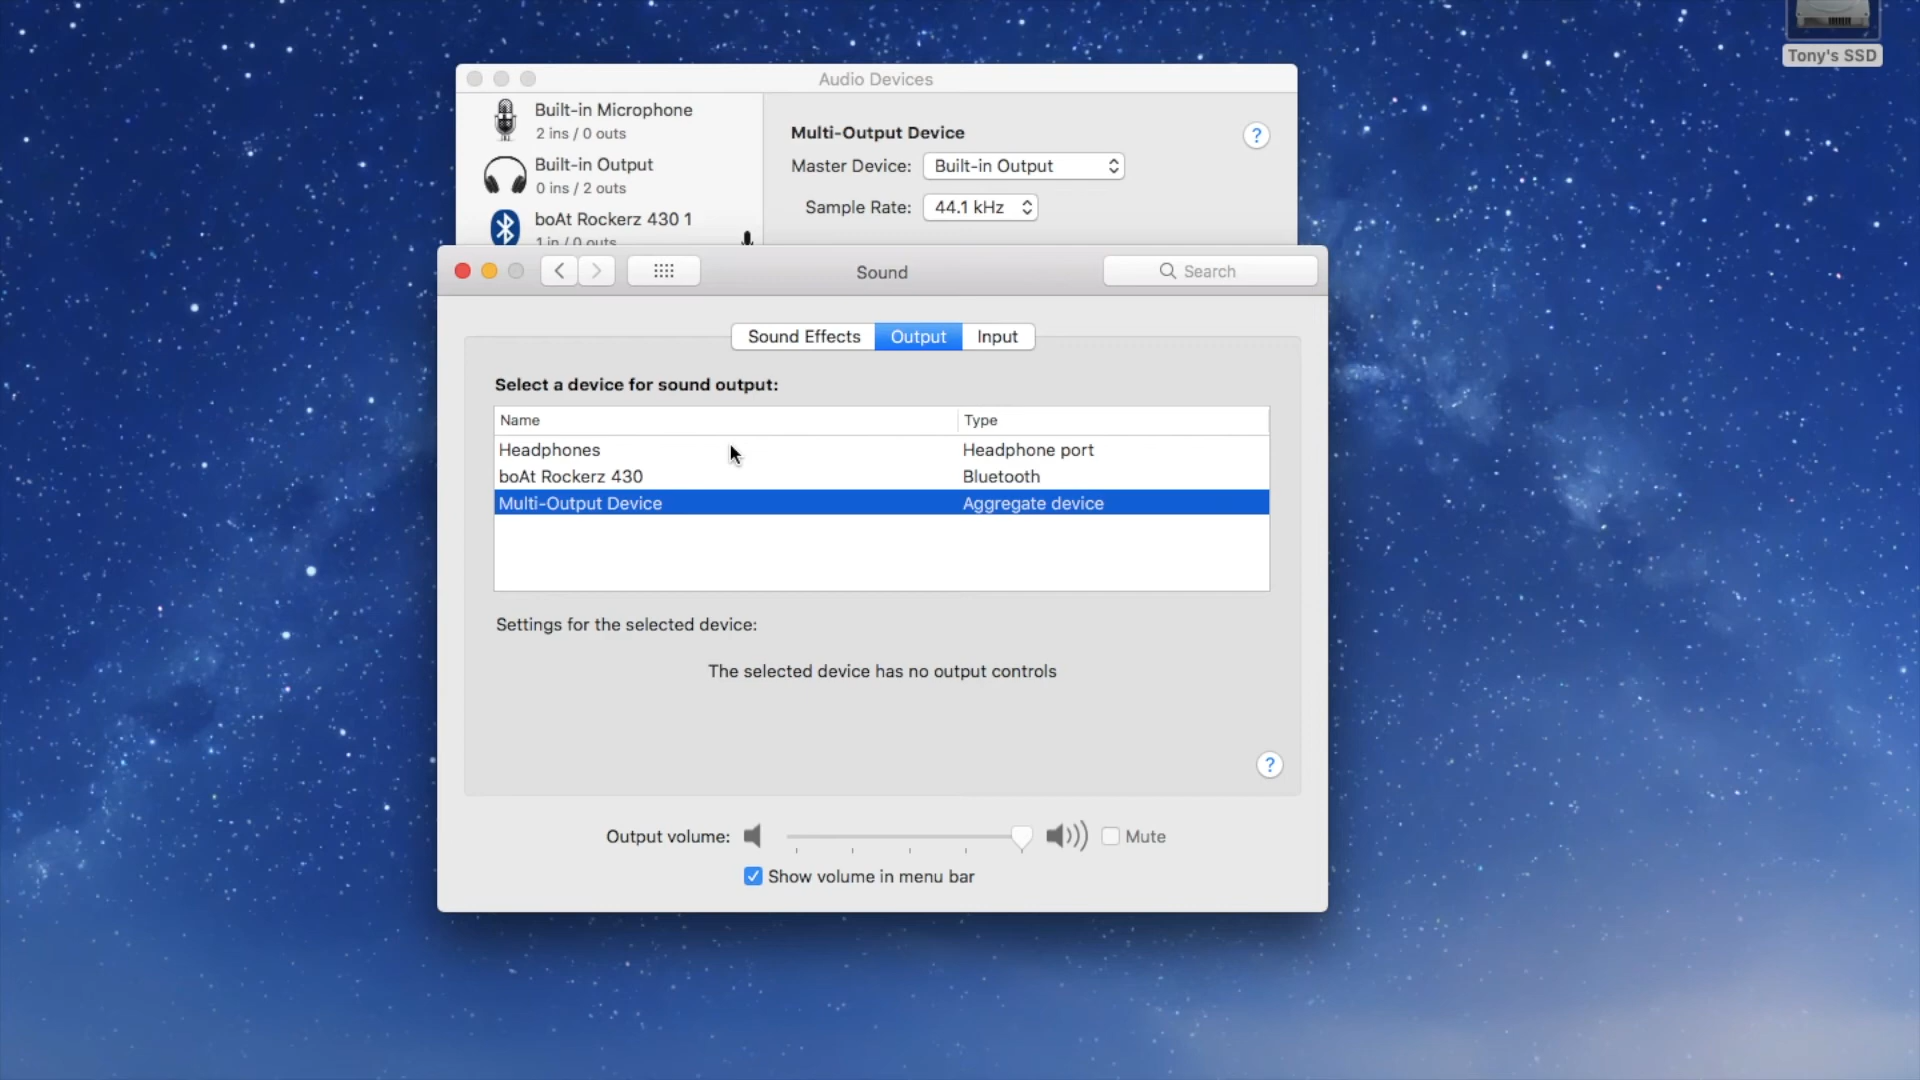 Tony's SSD
Audio Devices
Built-in Microphone
2 ins / 0 outs
Built-in Output
0 ins / 2 outs
boAt Rockerz 430 1
1 in / 0 outs
Multi-Output Device
?
Master Device: Built-in Output
Sample Rate: 44.1 kHz
Sound
Search
Sound Effects Output Input
Select a device for sound output:
Name Type
Headphones Headphone port
boAt Rockerz 430 Bluetooth
Multi-Output Device Aggregate device
Settings for the selected device:
The selected device has no output controls
?
Output volume: Mute
Show volume in menu bar